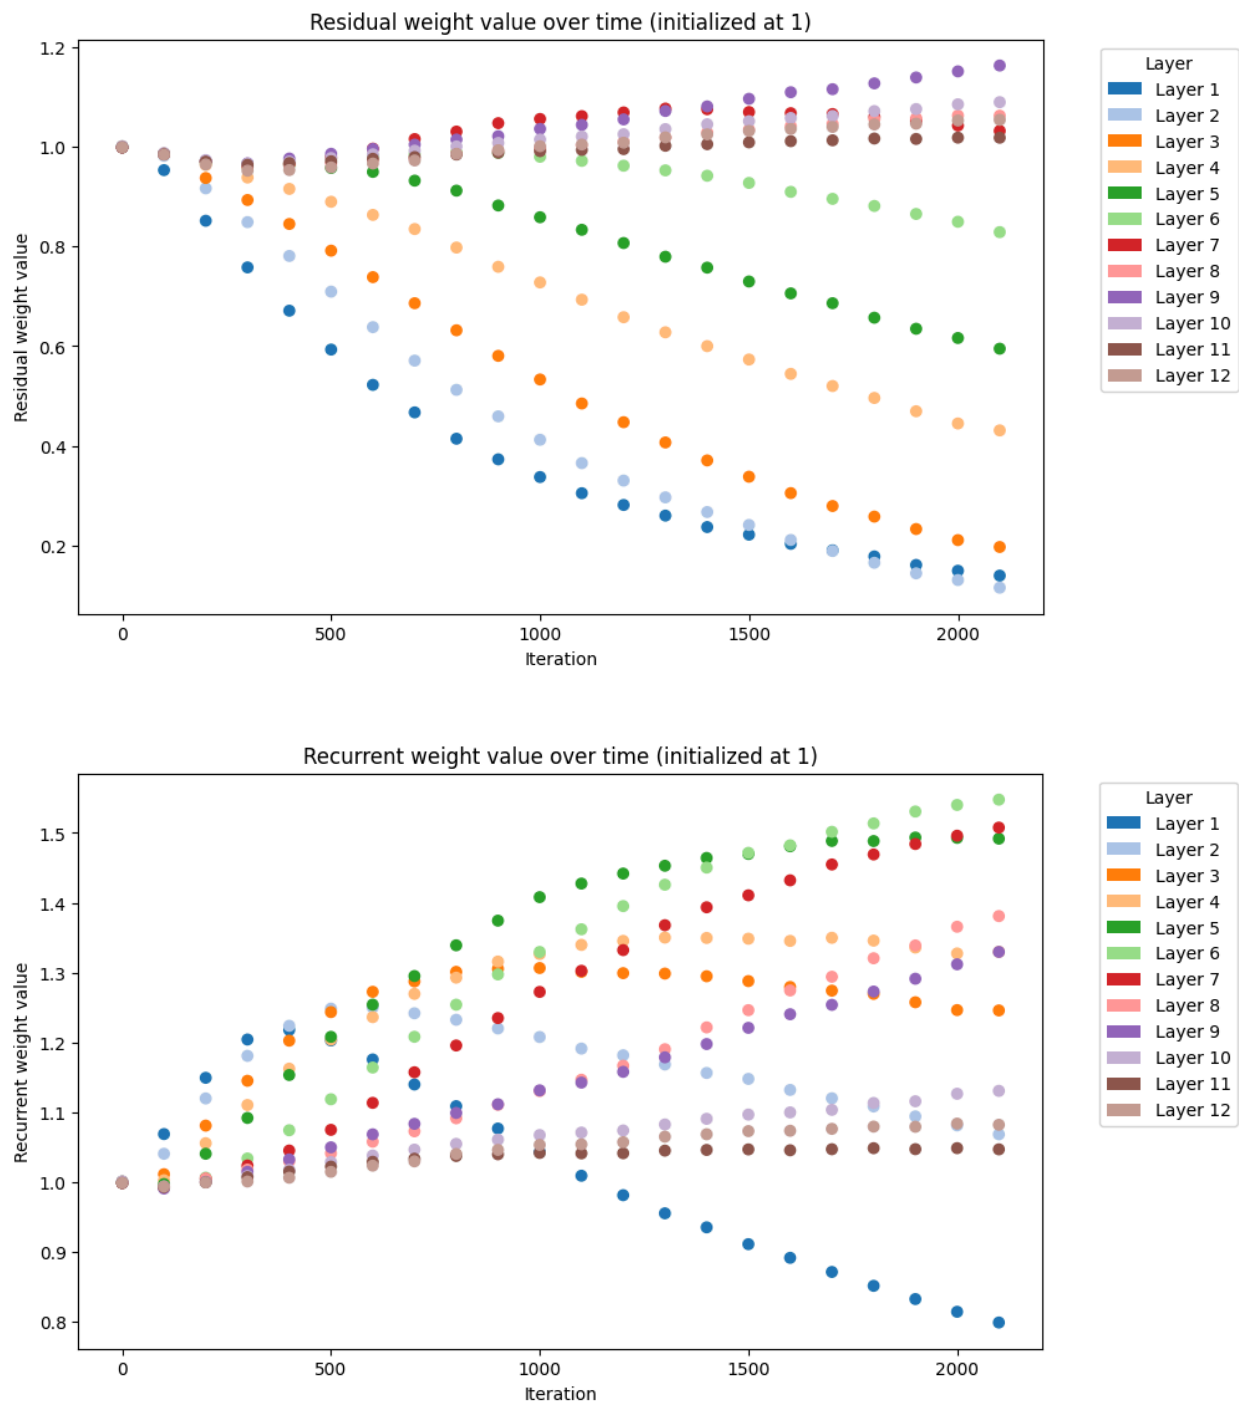 Residual weight value over time (initialized at 1)
Residual weight value
1.2
1.0
0.8
0.6
0.4
0.2
0
500
1000
1500
2000
Iteration
Layer
Layer 1
Layer 2
Layer 3
Layer 4
Layer 5
Layer 6
Layer 7
Layer 8
Layer 9
Layer 10
Layer 11
Layer 12
Recurrent weight value over time (initialized at 1)
Recurrent weight value
1.5
1.4
1.3
1.2
1.1
1.0
0.9
0.8
0
500
1000
1500
2000
Iteration
Layer
Layer 1
Layer 2
Layer 3
Layer 4
Layer 5
Layer 6
Layer 7
Layer 8
Layer 9
Layer 10
Layer 11
Layer 12